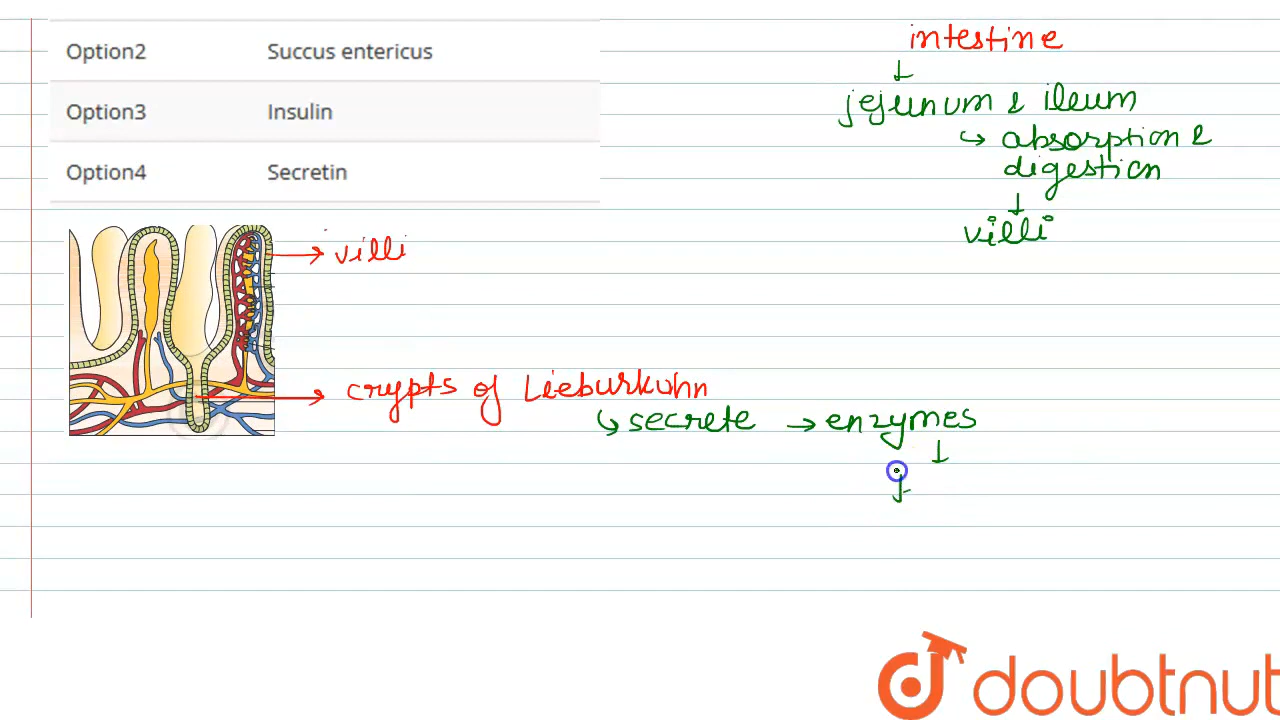 Option2 Succus entericus
Option3 Insulin
Option4 Secretin
intestine
jejunum & ileum
absorption &
digestion
villi
villi
crypts of Lieburkuhn
secrete → enzymes
doubtnut